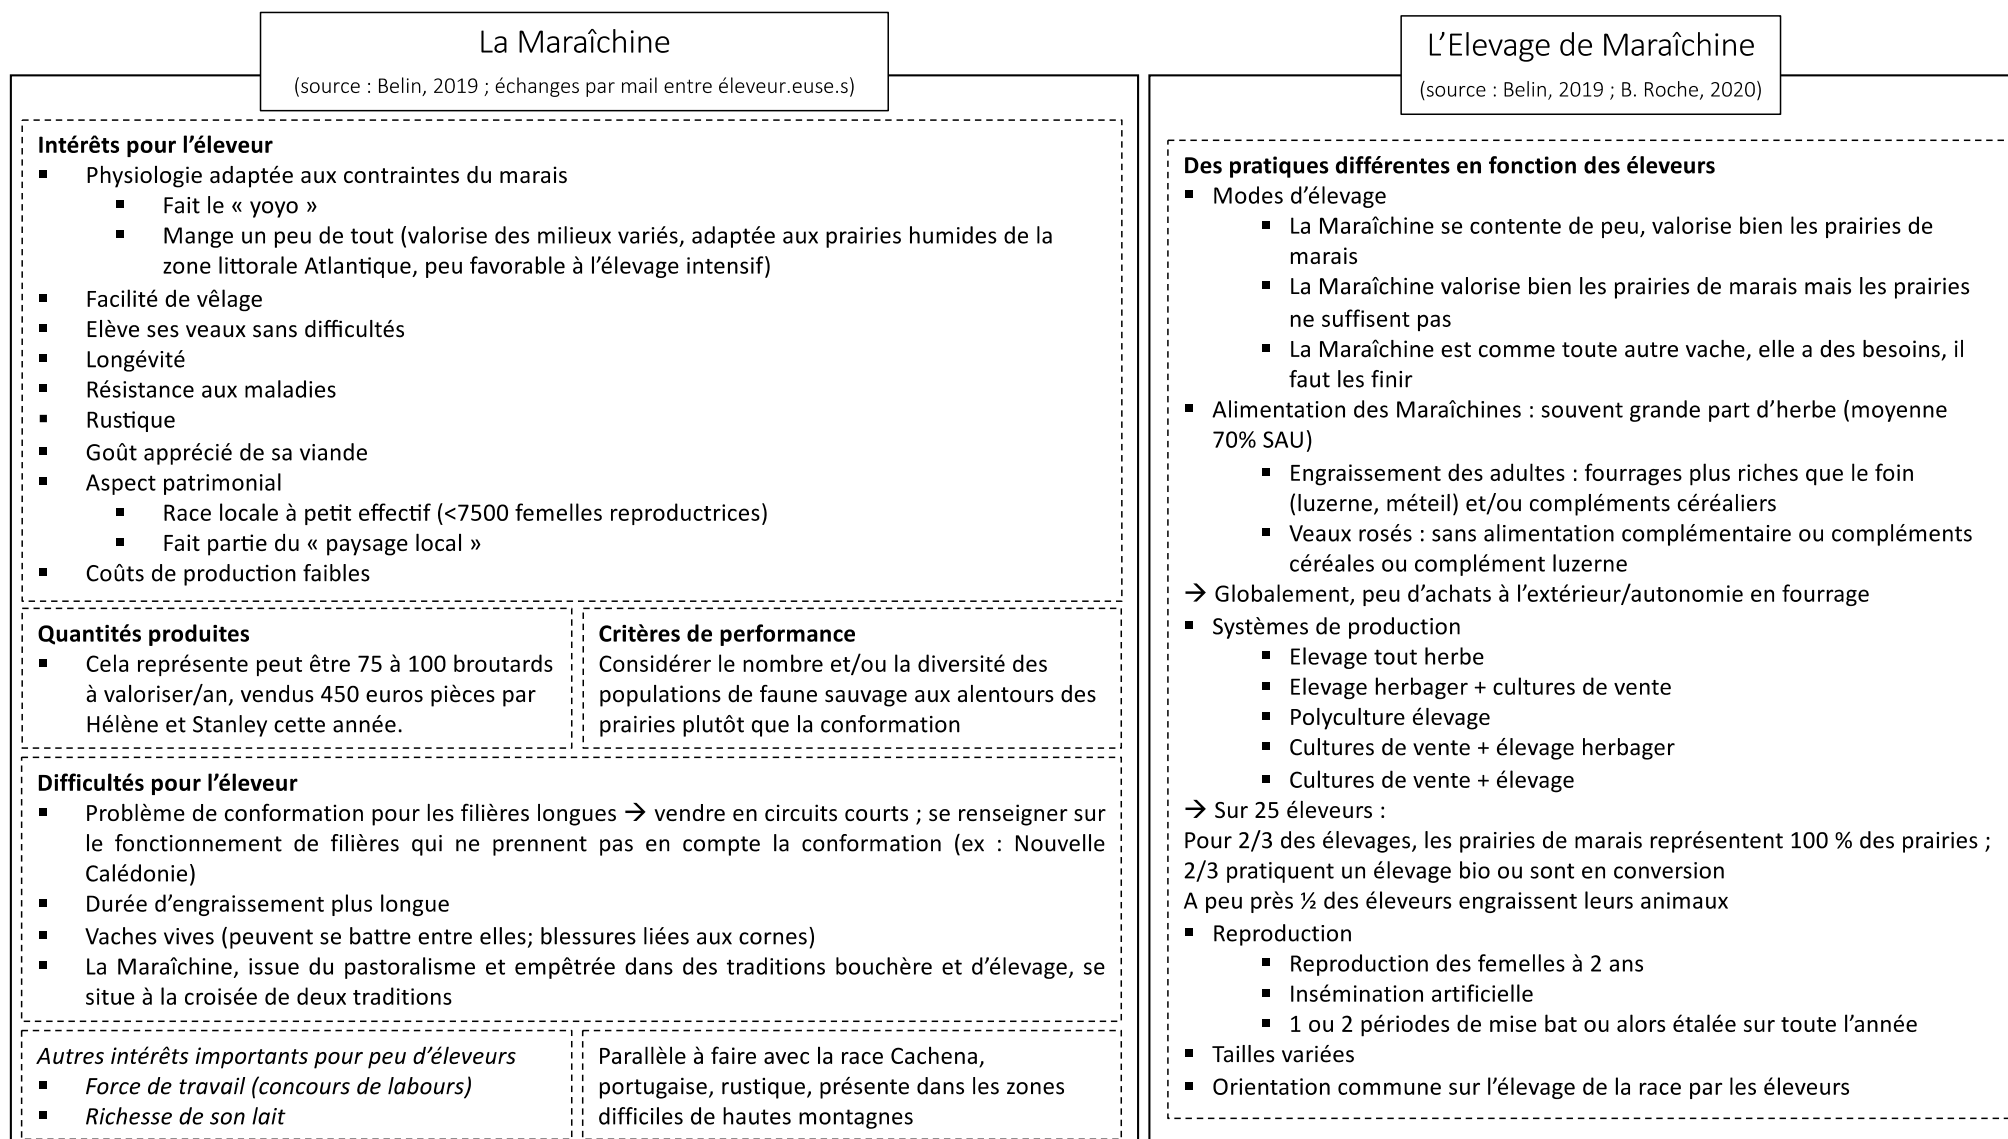 La Maraîchine
(source : Belin, 2019 ; échanges par mail entre éleveur.euse.s)
Intérêts pour l'éleveur
▪ Physiologie adaptée aux contraintes du marais
▪ Fait le « yoyo »
▪ Mange un peu de tout (valorise des milieux variés, adaptée aux prairies humides de la
zone littorale Atlantique, peu favorable à l'élevage intensif)
▪ Facilité de vêlage
▪ Elève ses veaux sans difficultés
▪ Longévité
▪ Résistance aux maladies
▪ Rustique
▪ Goût apprécié de sa viande
▪ Aspect patrimonial
▪ Race locale à petit effectif (<7500 femelles reproductrices)
▪ Fait partie du « paysage local »
▪ Coûts de production faibles
Quantités produites
▪ Cela représente peut être 75 à 100 broutards
à valoriser/an, vendus 450 euros pièces par
Hélène et Stanley cette année.
Critères de performance
Considérer le nombre et/ou la diversité des
populations de faune sauvage aux alentours des
prairies plutôt que la conformation
Difficultés pour l'éleveur
▪ Problème de conformation pour les filières longues → vendre en circuits courts ; se renseigner sur
le fonctionnement de filières qui ne prennent pas en compte la conformation (ex : Nouvelle
Calédonie)
▪ Durée d'engraissement plus longue
▪ Vaches vives (peuvent se battre entre elles; blessures liées aux cornes)
▪ La Maraîchine, issue du pastoralisme et empêtrée dans des traditions bouchère et d'élevage, se
situe à la croisée de deux traditions
Autres intérêts importants pour peu d'éleveurs
▪ Force de travail (concours de labours)
▪ Richesse de son lait
Parallèle à faire avec la race Cachena,
portugaise, rustique, présente dans les zones
difficiles de hautes montagnes
L'Elevage de Maraîchine
(source : Belin, 2019 ; B. Roche, 2020)
Des pratiques différentes en fonction des éleveurs
▪ Modes d'élevage
▪ La Maraîchine se contente de peu, valorise bien les prairies de
marais
▪ La Maraîchine valorise bien les prairies de marais mais les prairies
ne suffisent pas
▪ La Maraîchine est comme toute autre vache, elle a des besoins, il
faut les finir
▪ Alimentation des Maraîchines : souvent grande part d'herbe (moyenne
70% SAU)
▪ Engraissement des adultes : fourrages plus riches que le foin
(luzerne, méteil) et/ou compléments céréaliers
▪ Veaux rosés : sans alimentation complémentaire ou compléments
céréales ou complément luzerne
→ Globalement, peu d'achats à l'extérieur/autonomie en fourrage
▪ Systèmes de production
▪ Elevage tout herbe
▪ Elevage herbager + cultures de vente
▪ Polyculture élevage
▪ Cultures de vente + élevage herbager
▪ Cultures de vente + élevage
→ Sur 25 éleveurs :
Pour 2/3 des élevages, les prairies de marais représentent 100 % des prairies ;
2/3 pratiquent un élevage bio ou sont en conversion
A peu près ½ des éleveurs engraissent leurs animaux
▪ Reproduction
▪ Reproduction des femelles à 2 ans
▪ Insémination artificielle
▪ 1 ou 2 périodes de mise bat ou alors étalée sur toute l'année
▪ Tailles variées
▪ Orientation commune sur l'élevage de la race par les éleveurs